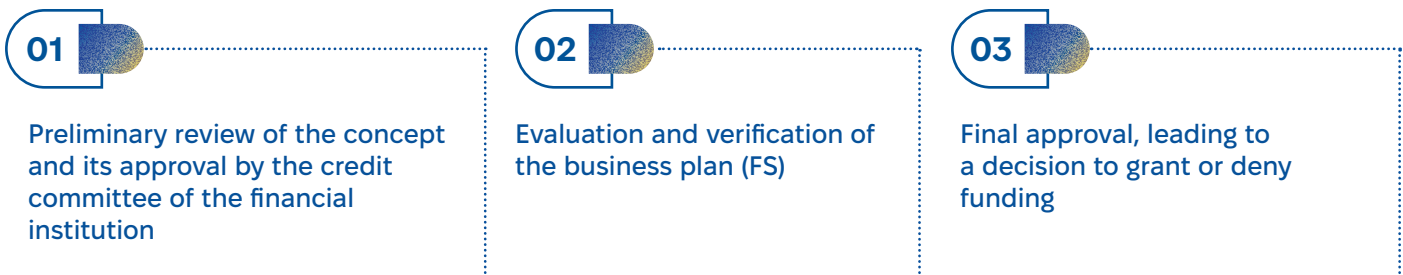 01
Preliminary review of the concept
and its approval by the credit
committee of the financial
institution
02
Evaluation and verification of
the business plan (FS)
03
Final approval, leading to
a decision to grant or deny
funding